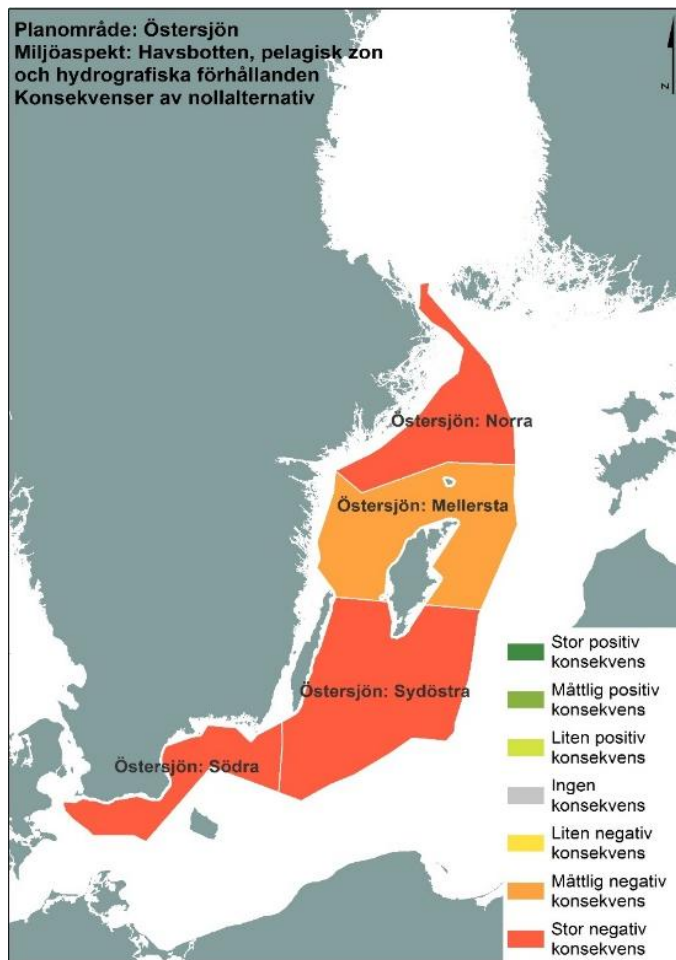 Planområde: Östersjön
Miljöaspekt: Havsbotten, pelagisk zon
och hydrografiska förhållanden
Konsekvenser av nollalternativ
N
Östersjön: Norra
Östersjön: Mellersta
Östersjön: Sydöstra
Östersjön: Södra
Stor positiv
konsekvens
Måttlig positiv
konsekvens
Liten positiv
konsekvens
Ingen
konsekvens
Liten negativ
konsekvens
Måttlig negativ
konsekvens
Stor negativ
konsekvens